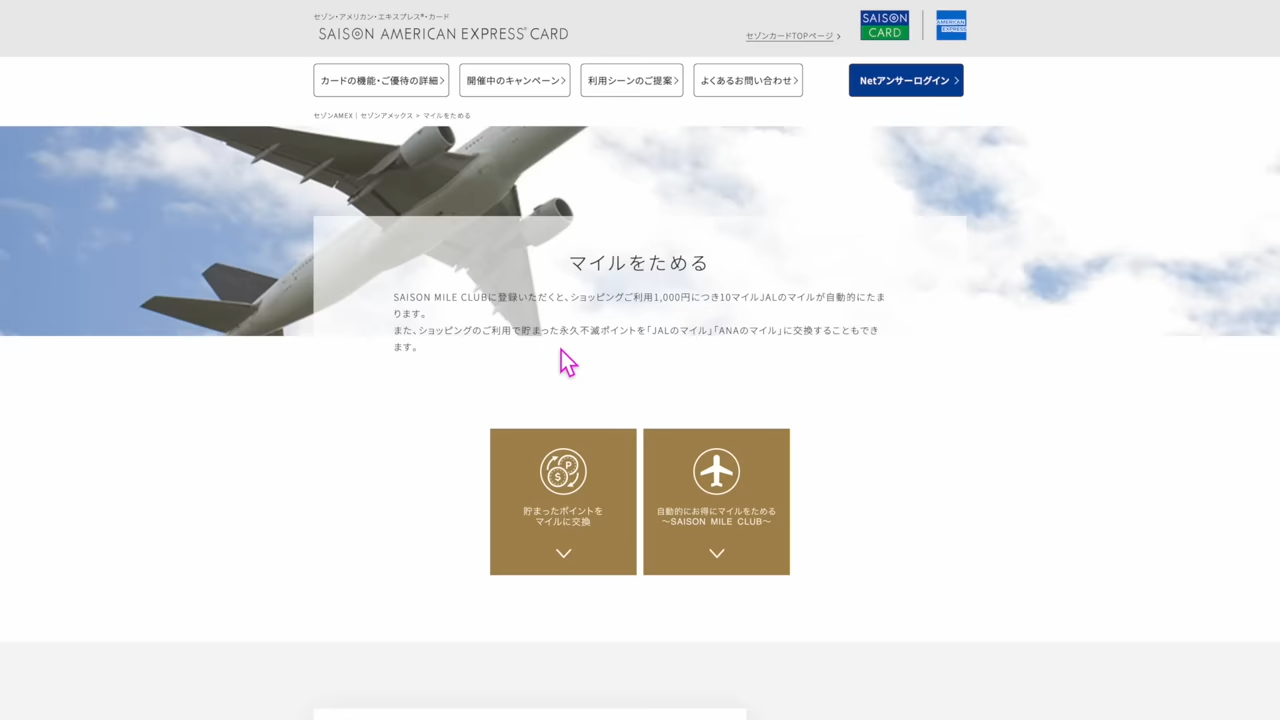 セゾン・アメリカン・エキスプレス®・カード
SAISON AMERICAN EXPRESS® CARD
セゾンカードTOPページ
SAISON
CARD
AMERICAN
EXPRESS
カードの機能・ご優待の詳細
開催中のキャンペーン
利用シーンのご提案
よくあるお問い合わせ
Netアンサーログイン
セゾンAMEX｜セゾンアメックス > マイルをためる
マイルをためる
SAISON MILE CLUBに登録いただくと、ショッピングご利用1,000円につき10マイルJALのマイルが自動的にたま
ります。
また、ショッピングのご利用で貯まった永久不滅ポイントを「JALのマイル」「ANAのマイル」に交換することもでき
ます。
P
$
貯まったポイントを
マイルに交換
自動的にお得にマイルをためる
〜SAISON MILE CLUB〜